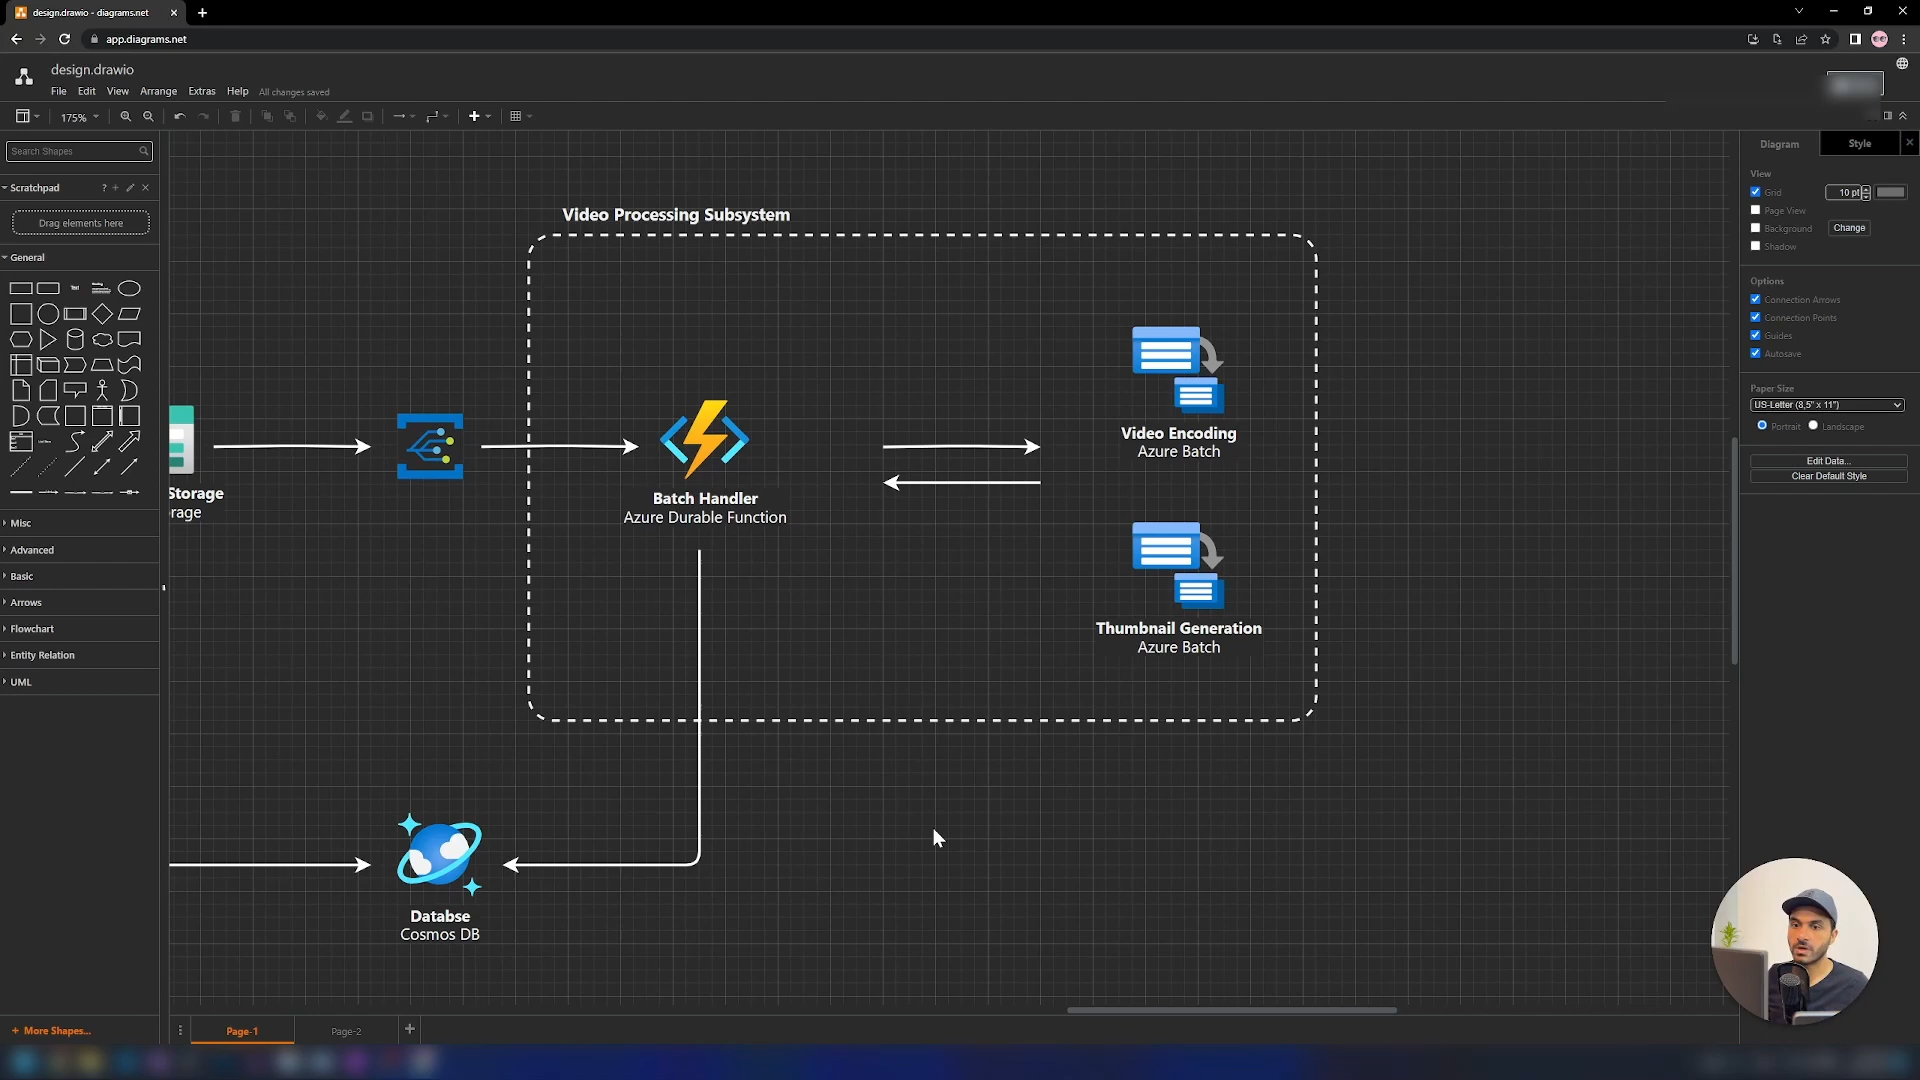 design.drawio - diagrams.net
app.diagrams.net
design.drawio
File Edit View Arrange Extras Help All changes saved
175%
Search Shapes
Scratchpad
?
Drag elements here
General
Text
Heading
List Item
Misc
Advanced
Basic
Arrows
Flowchart
Entity Relation
UML
+ More Shapes...
Video Processing Subsystem
Storage
rage
Batch Handler
Azure Durable Function
Video Encoding
Azure Batch
Thumbnail Generation
Azure Batch
Databse
Cosmos DB
Page-1
Page-2
Diagram
Style
View
Grid
10 pt
Page View
Background
Change
Shadow
Options
Connection Arrows
Connection Points
Guides
Autosave
Paper Size
US-Letter (8,5" x 11")
Portrait
Landscape
Edit Data...
Clear Default Style